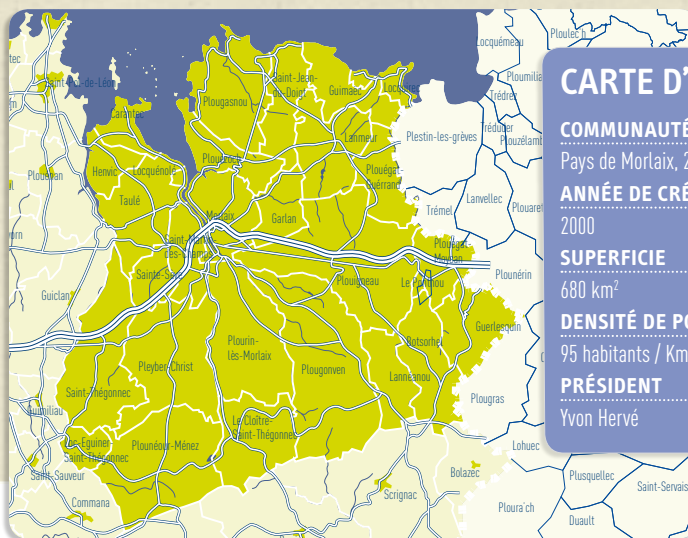 Locquémeau
Ploulec'h
Saint-Pol-de-Léon
Saint-Jean-
du-Doigt
Guimaëc
Locquirec
Ploumilia
Trédrez
Plougasnou
Carantec
Lanmeur
Plestin-les-grèves
Tréduder
Plouzélamb
Plouénan
Henvic
Locquénolé
Plouezoc'h
Plouégat-
Guérrand
Taulé
Morlaix
Garlan
Trémel
Lanvellec
Plouaret
Saint-Martin-
des-Champs
Plouégat-
Moysan
Sainte-Sève
Plouigneau
Le Ponthou
Plounérin
Guiclan
Guerlesquin
Plourin-
lès-Morlaix
Botsorhel
Pleyber-Christ
Plougonven
Lannéanou
Saint-Thégonnec
Plougras
Guimiliau
Le Cloître-
Saint-Thégonnec
Loc-Eguiner-
Saint-Thégonnec
Plounéour-Ménez
Lohuec
Saint-Sauveur
Bolazec
Plusquellec
Saint-Servais
Commana
Scrignac
Ploura'ch
Duault
CARTE D'
COMMUNAUTÉ
Pays de Morlaix, 2
ANNÉE DE CRÉ
2000
SUPERFICIE
680 km²
DENSITÉ DE PO
95 habitants / Km
PRÉSIDENT
Yvon Hervé